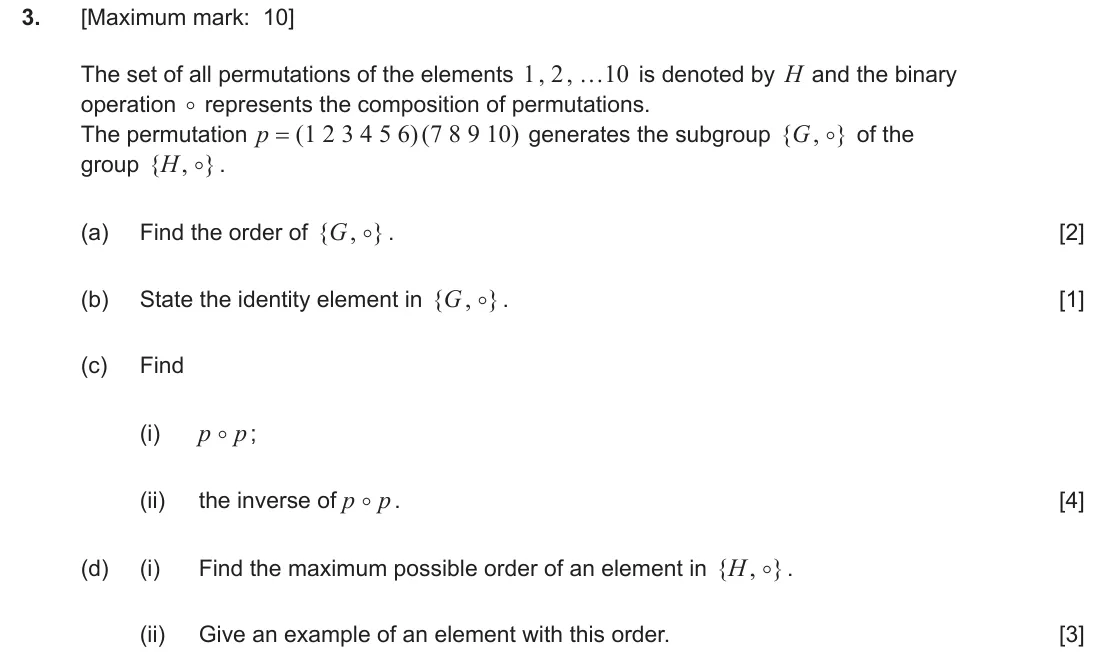 3. [Maximum mark: 10]
The set of all permutations of the elements 1, 2, …10 is denoted by H and the binary
operation ∘ represents the composition of permutations.
The permutation p = (1 2 3 4 5 6)(7 8 9 10) generates the subgroup {G, ∘} of the
group {H, ∘}.
(a) Find the order of {G, ∘}. [2]
(b) State the identity element in {G, ∘}. [1]
(c) Find
(i) p ∘ p;
(ii) the inverse of p ∘ p. [4]
(d) (i) Find the maximum possible order of an element in {H, ∘}.
(ii) Give an example of an element with this order. [3]